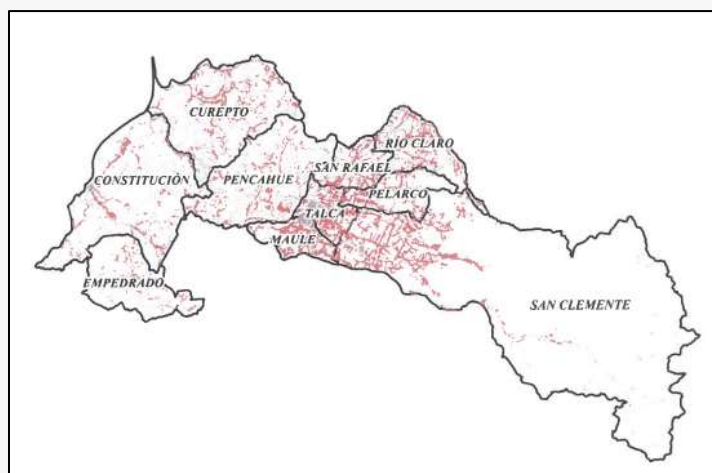 CUREPTO
RÍO CLARO
SAN RAFAEL
CONSTITUCIÓN
PENCAHUE
PELARCO
TALCA
MAULE
EMPEDRADO
SAN CLEMENTE